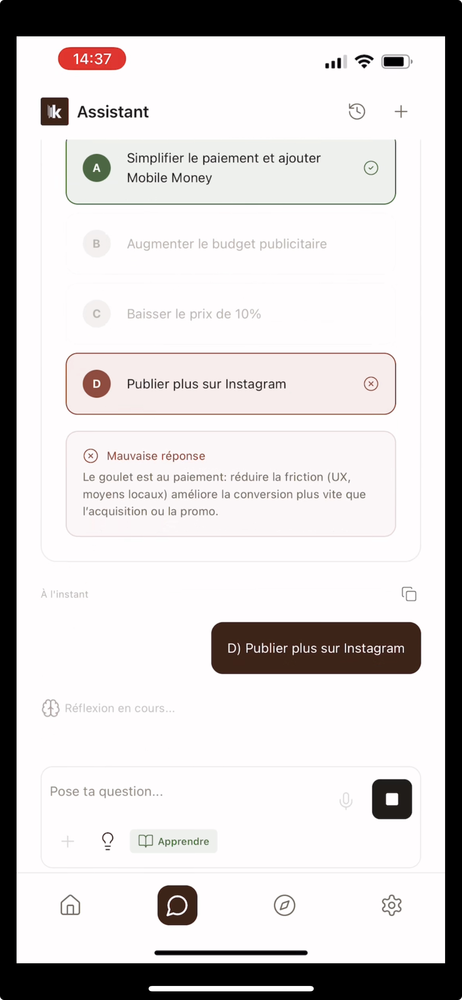 14:37
k Assistant
A Simplifier le paiement et ajouter
Mobile Money
B Augmenter le budget publicitaire
C Baisser le prix de 10%
D Publier plus sur Instagram
Mauvaise réponse
Le goulet est au paiement: réduire la friction (UX,
moyens locaux) améliore la conversion plus vite que
l’acquisition ou la promo.
À l'instant
D) Publier plus sur Instagram
Réflexion en cours...
Pose ta question...
Apprendre